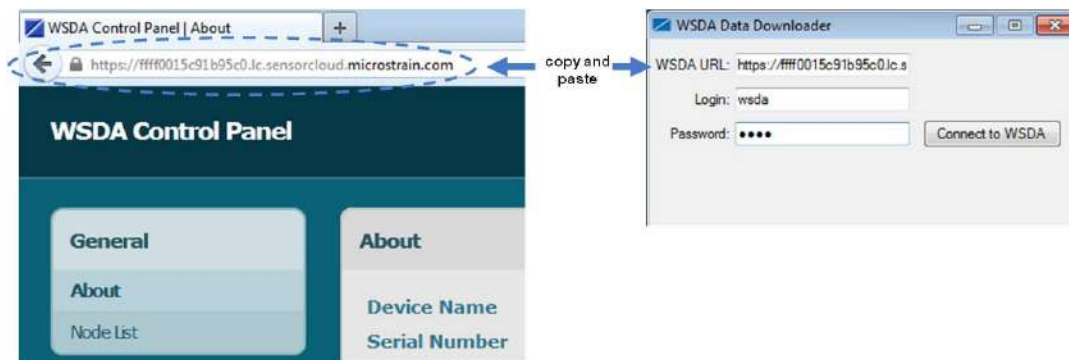 WSDA Control Panel | About
+
https://ffff0015c91b95c0.lc.sensorcloud.microstrain.com
WSDA Control Panel
General
About
Node List
About
Device Name
Serial Number
copy and
paste
WSDA Data Downloader
WSDA URL: https://ffff0015c91b95c0.lc.s
Login: wsda
Password: ●●●●
Connect to WSDA